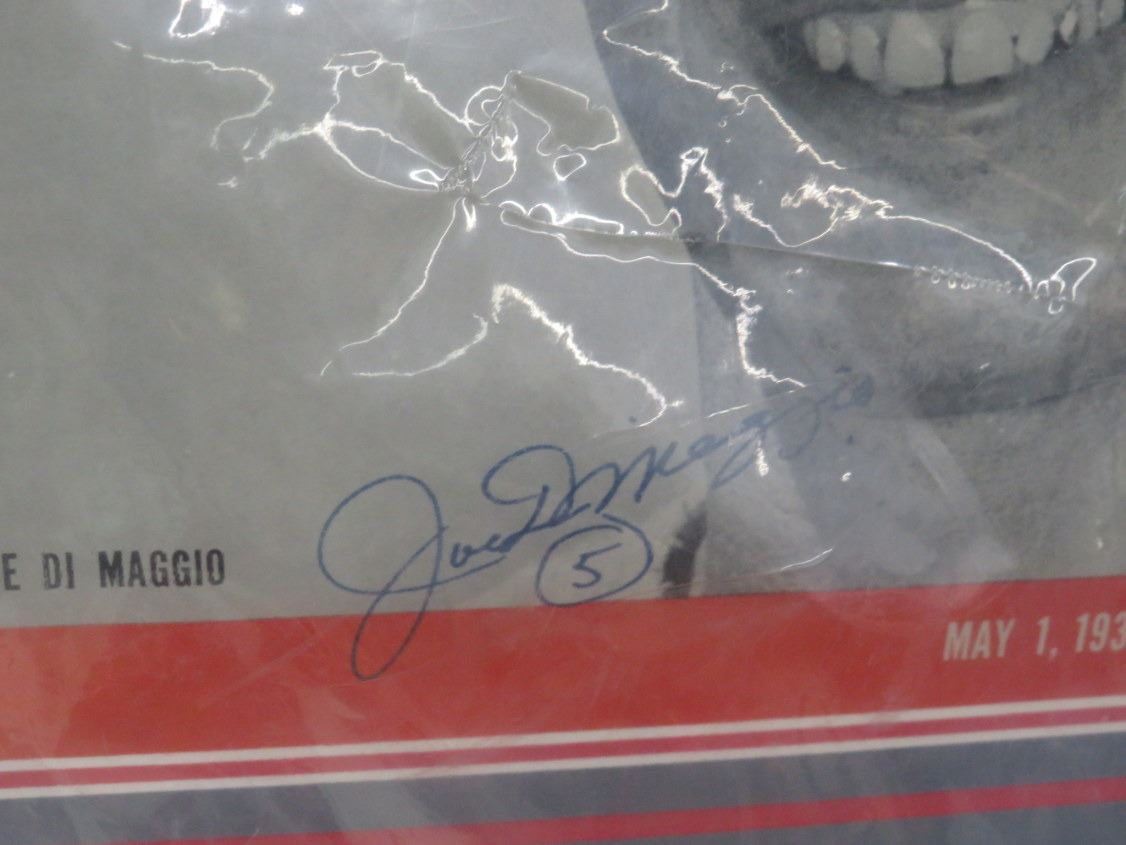 Joe DiMaggio
5
E DI MAGGIO
MAY 1, 193